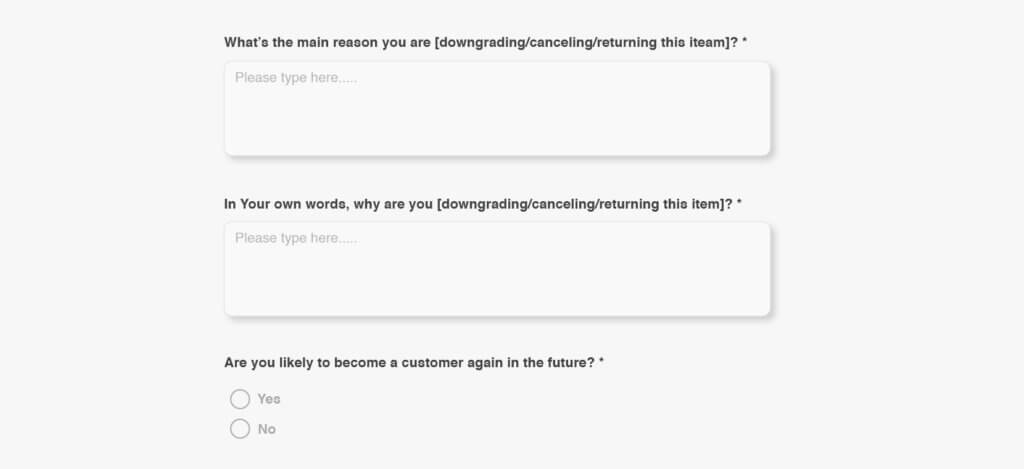 What's the main reason you are [downgrading/canceling/returning this iteam]? *
Please type here.....
In Your own words, why are you [downgrading/canceling/returning this item]? *
Please type here.....
Are you likely to become a customer again in the future? *
Yes
No